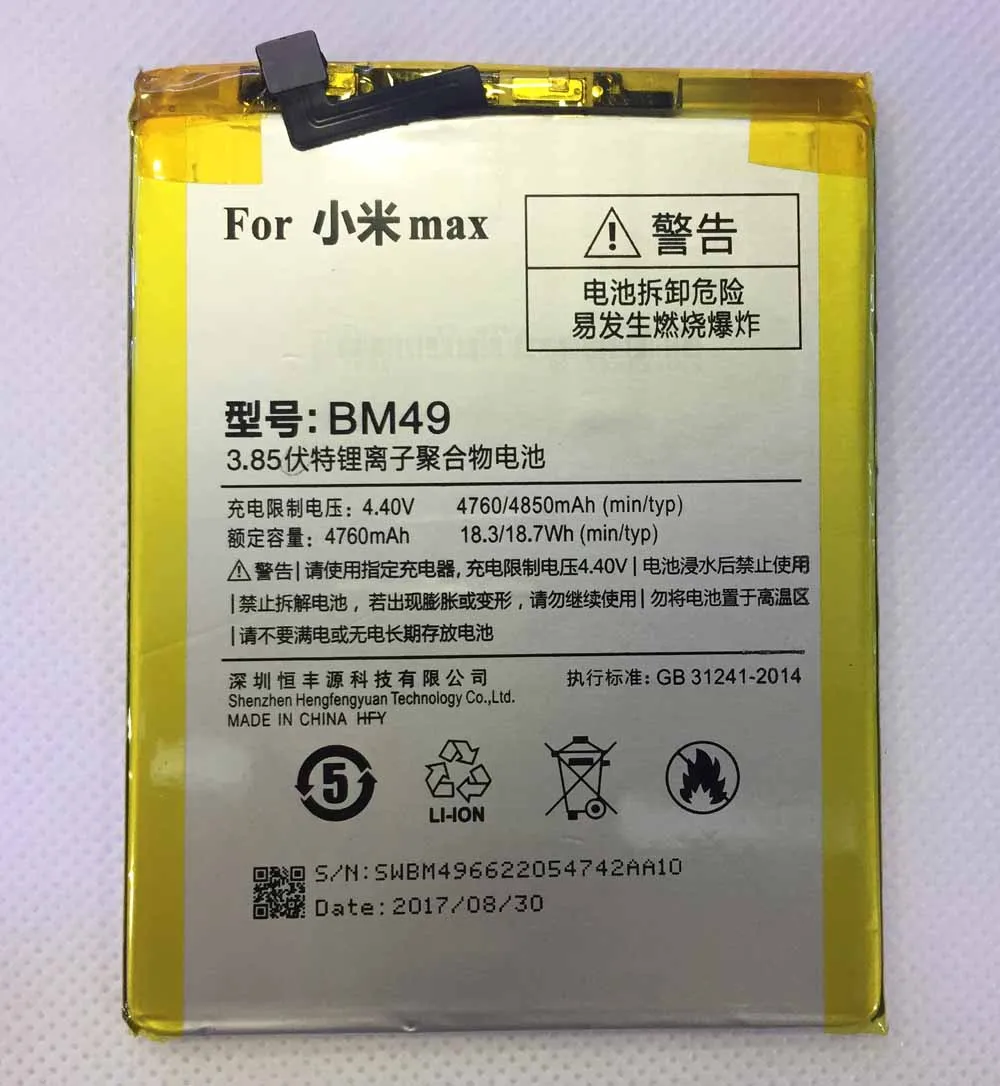 For 小米max
警告
电池拆卸危险
易发生燃烧爆炸
型号: BM49
3.85伏特锂离子聚合物电池
充电限制电压: 4.40V 4760/4850mAh (min/typ)
额定容量: 4760mAh 18.3/18.7Wh (min/typ)
警告|请使用指定充电器, 充电限制电压4.40V|电池浸水后禁止使用
|禁止拆解电池，若出现膨胀或变形，请勿继续使用|勿将电池置于高温区
|请不要满电或无电长期存放电池
深圳恒丰源科技有限公司 执行标准: GB 31241-2014
Shenzhen Hengfengyuan Technology Co.,Ltd.
MADE IN CHINA HFY
5
LI-ION
S/N:SWBM496622054742AA10
Date:2017/08/30